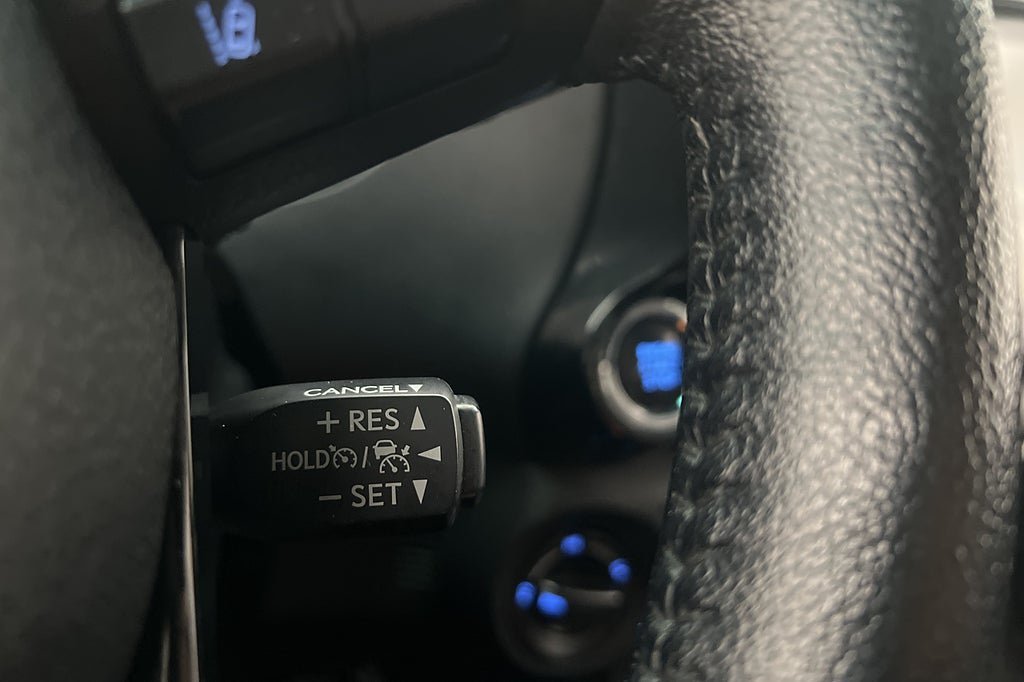 CANCEL▼
+ RES ▲
HOLD / ◀
− SET ▼